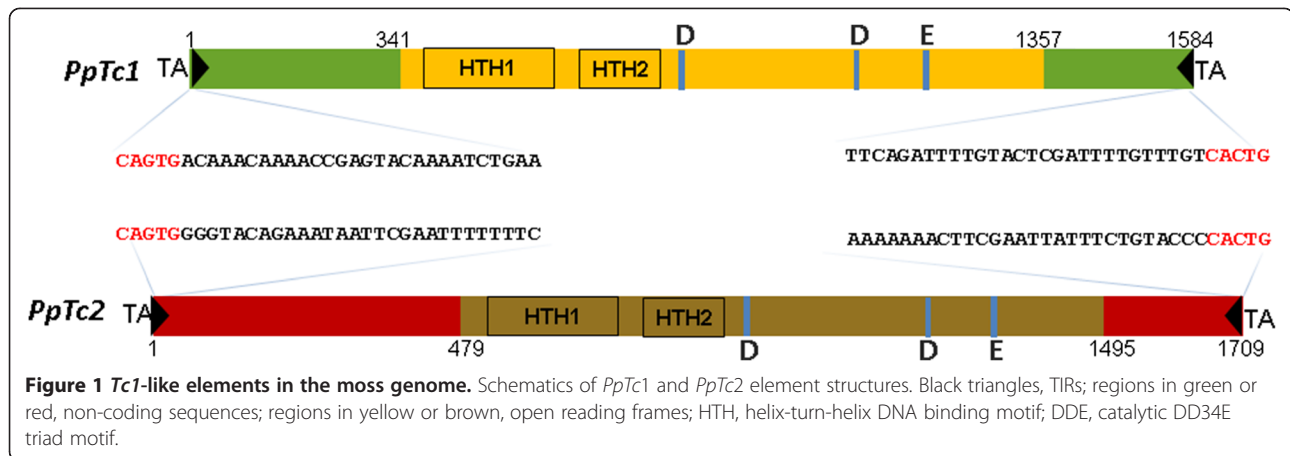 D D E
1 341 1357 1584
PpTc1 TA HTH1 HTH2 TA
CAGTGACAAACAAAACCGAGTACAAAATCTGAA TTCAGATTTTGTACTCGATTTTGTTTGTCACTG
CAGTGGGGTACAGAAATAATTCGAATTTTTTTC AAAAAAACTTCGAATTATTTCTGTACCCCACTG
PpTc2 TA HTH1 HTH2 TA
1 479 D D E 1495 1709
Figure 1 Tc1-like elements in the moss genome. Schematics of PpTc1 and PpTc2 element structures. Black triangles, TIRs; regions in green or
red, non-coding sequences; regions in yellow or brown, open reading frames; HTH, helix-turn-helix DNA binding motif; DDE, catalytic DD34E
triad motif.